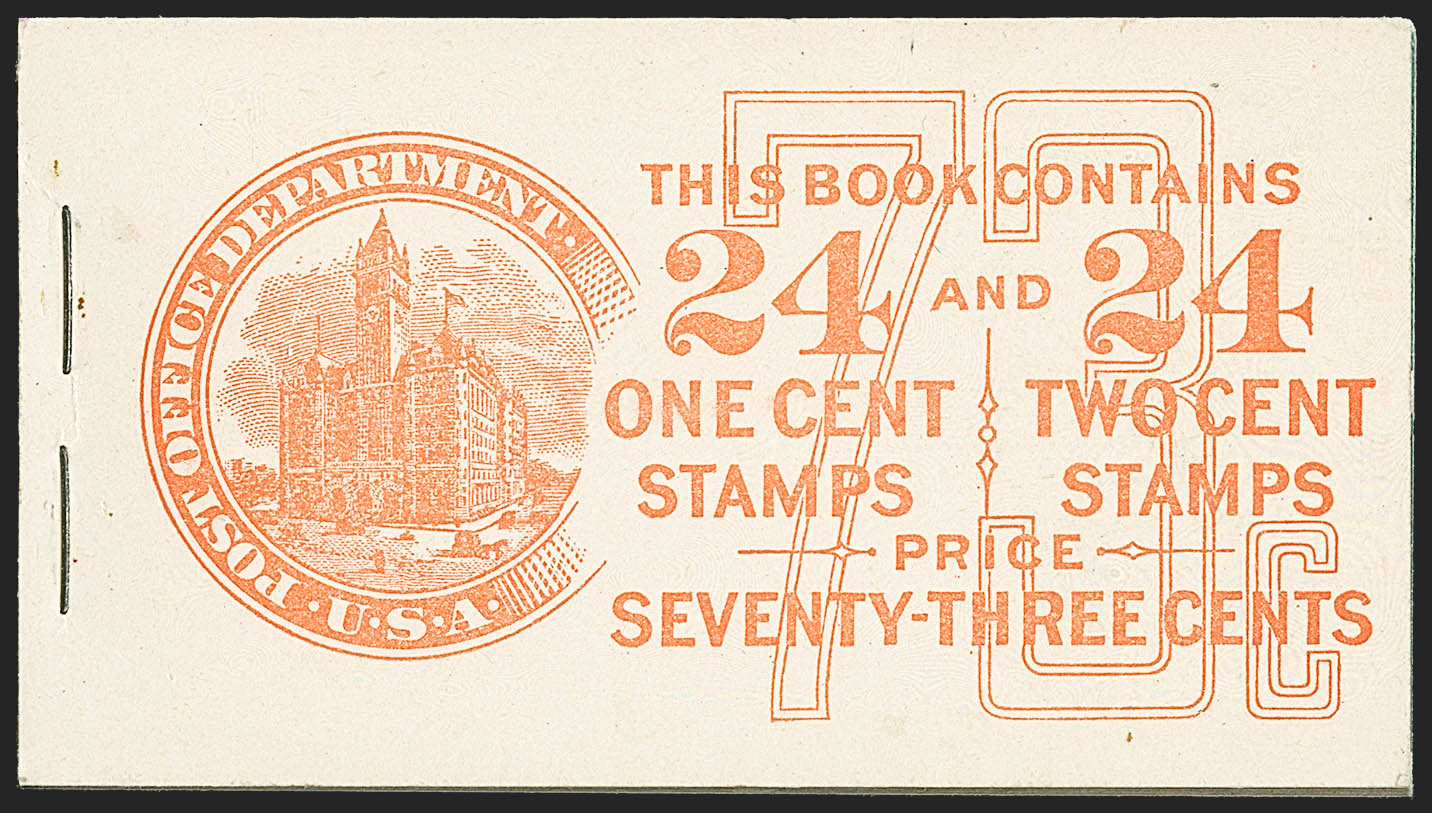 POST OFFICE DEPARTMENT.
·U·S·A·
73c
THIS BOOK CONTAINS
24 AND 24
ONE CENT TWO CENT
STAMPS STAMPS
PRICE
SEVENTY-THREE CENTS